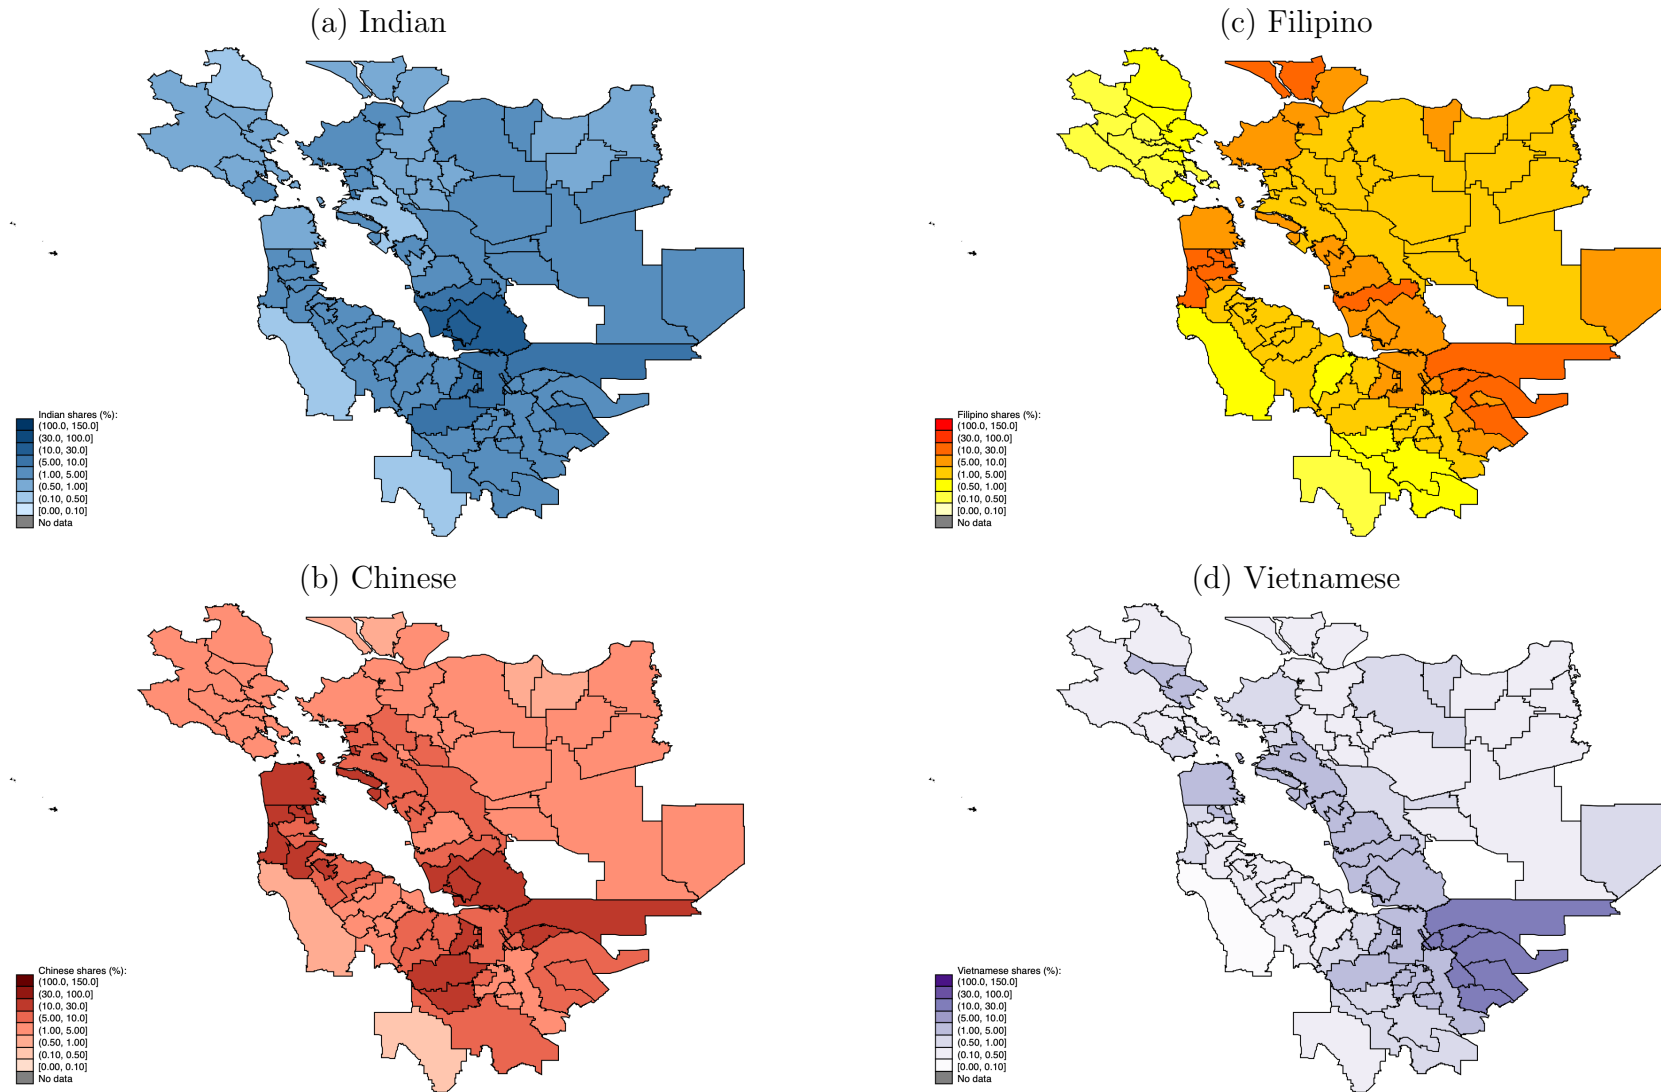 (a) Indian
Indian shares (%):
(100.0, 150.0]
(30.0, 100.0]
(10.0, 30.0]
(5.00, 10.0]
(1.00, 5.00]
(0.50, 1.00]
(0.10, 0.50]
[0.00, 0.10]
No data
(c) Filipino
Filipino shares (%):
(100.0, 150.0]
(30.0, 100.0]
(10.0, 30.0]
(5.00, 10.0]
(1.00, 5.00]
(0.50, 1.00]
(0.10, 0.50]
[0.00, 0.10]
No data
(b) Chinese
Chinese shares (%):
(100.0, 150.0]
(30.0, 100.0]
(10.0, 30.0]
(5.00, 10.0]
(1.00, 5.00]
(0.50, 1.00]
(0.10, 0.50]
[0.00, 0.10]
No data
(d) Vietnamese
Vietnamese shares (%):
(100.0, 150.0]
(30.0, 100.0]
(10.0, 30.0]
(5.00, 10.0]
(1.00, 5.00]
(0.50, 1.00]
(0.10, 0.50]
[0.00, 0.10]
No data